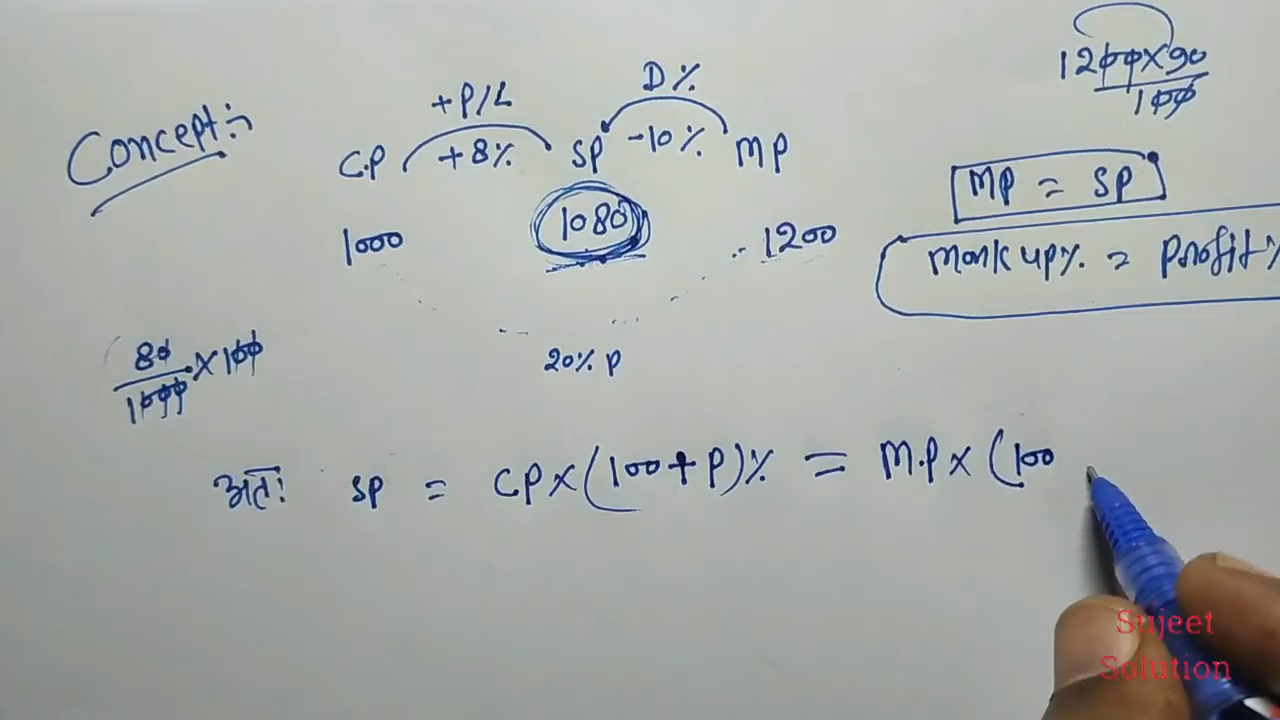 1200×90
100
D%
+P/L
Concept:-
C.P +8% SP -10% MP
MP = SP
1000 1080 1200
Markup% = Profit%
80/1000 × 100
20% P
अतः SP = CP×(100+P)% = M.P×(100
Sujeet
Solution